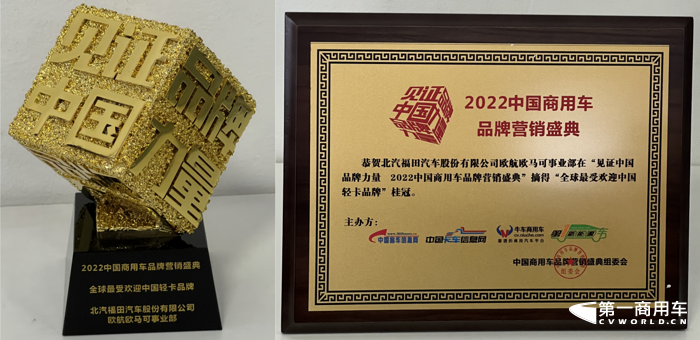 见证
中国
品牌
力量
2022中国商用车品牌营销盛典
全球最受欢迎中国轻卡品牌
北汽福田汽车股份有限公司
欧航欧马可事业部
见证
中国
品牌
力量
2022中国商用车
品牌营销盛典
恭贺北汽福田汽车股份有限公司欧航欧马可事业部在“见证中国
品牌力量 2022中国商用车品牌营销盛典”摘得“全球最受欢迎中国
轻卡品牌”桂冠。
主办方:
中国卡车信息网
牛车商用车
中国商用车品牌营销盛典组委会
第一商用车
CVWORLD.CN